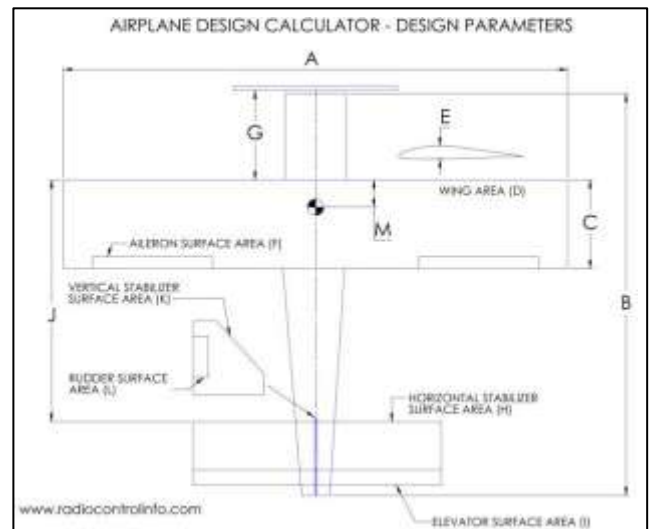 AIRPLANE DESIGN CALCULATOR - DESIGN PARAMETERS
A
G
E
WING AREA (D)
C
M
AILERON SURFACE AREA (F)
B
VERTICAL STABILIZER
SURFACE AREA (K)
J
RUDDER SURFACE
AREA (L)
HORIZONTAL STABILIZER
SURFACE AREA (H)
www.radiocontrolinfo.com
ELEVATOR SURFACE AREA (I)